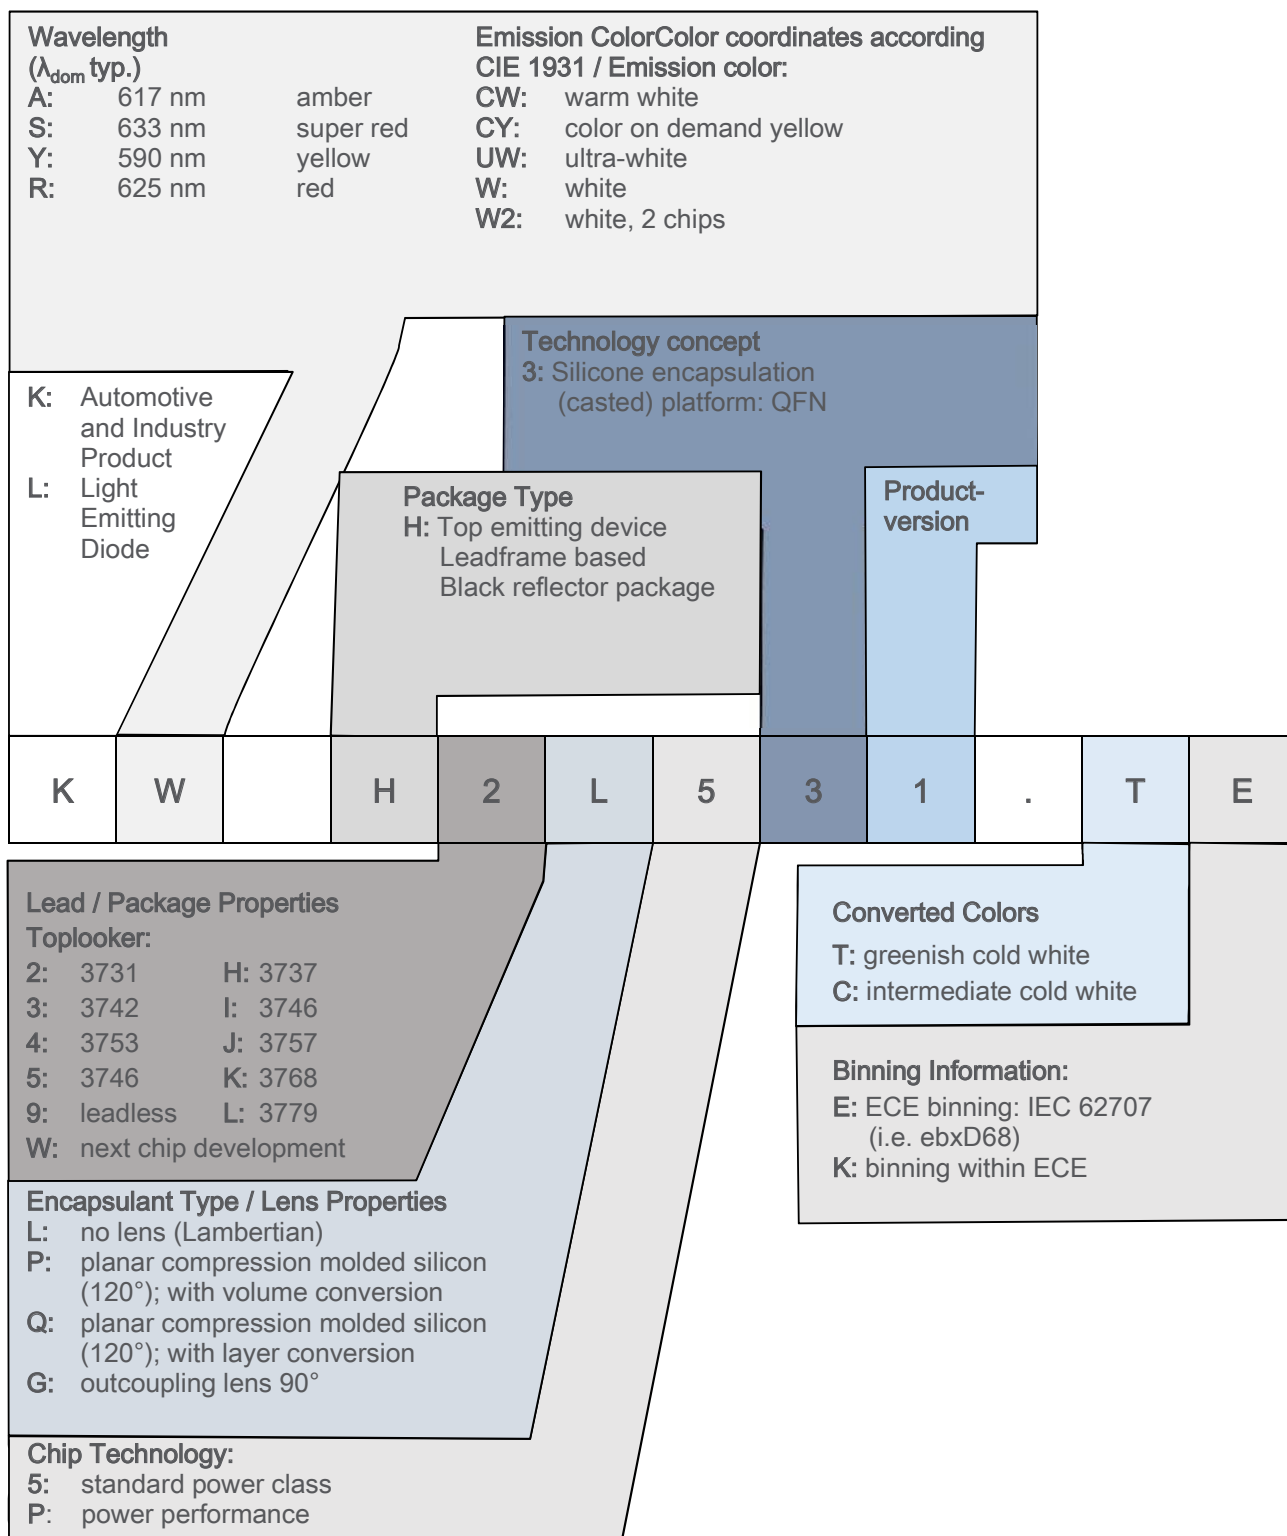 Wavelength
(λdom typ.)
A: 617 nm amber
S: 633 nm super red
Y: 590 nm yellow
R: 625 nm red
Emission ColorColor coordinates according
CIE 1931 / Emission color:
CW: warm white
CY: color on demand yellow
UW: ultra-white
W: white
W2: white, 2 chips
K: Automotive
and Industry
Product
L: Light
Emitting
Diode
Technology concept
3: Silicone encapsulation
(casted) platform: QFN
Package Type
H: Top emitting device
Leadframe based
Black reflector package
Product-
version
K W H 2 L 5 3 1 . T E
Lead / Package Properties
Toplooker:
2: 3731 H: 3737
3: 3742 I: 3746
4: 3753 J: 3757
5: 3746 K: 3768
9: leadless L: 3779
W: next chip development
Encapsulant Type / Lens Properties
L: no lens (Lambertian)
P: planar compression molded silicon
(120°); with volume conversion
Q: planar compression molded silicon
(120°); with layer conversion
G: outcoupling lens 90°
Chip Technology:
5: standard power class
P: power performance
Converted Colors
T: greenish cold white
C: intermediate cold white
Binning Information:
E: ECE binning: IEC 62707
(i.e. ebxD68)
K: binning within ECE